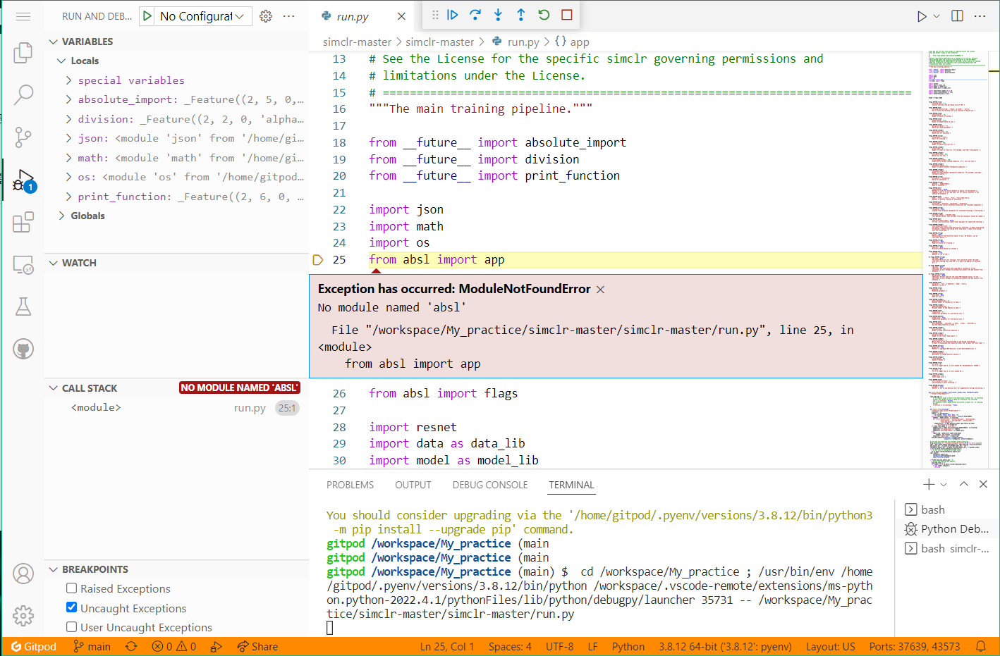 RUN AND DEB...
No Configurat
VARIABLES
Locals
special variables
absolute_import: _Feature((2, 5, 0,...
division: _Feature((2, 2, 0, 'alpha...
json: <module 'json' from '/home/gi...
math: <module 'math' from '/home/gi...
os: <module 'os' from '/home/gitpod...
print_function: _Feature((2, 6, 0, ...
Globals
1
WATCH
CALL STACK
NO MODULE NAMED 'ABSL'
<module>
run.py 25:1
BREAKPOINTS
Raised Exceptions
Uncaught Exceptions
User Uncaught Exceptions
run.py
simclr-master > simclr-master > run.py > {} app
13 # See the License for the specific simclr governing permissions and
14 # limitations under the License.
15 # ==============================================================================
16 """The main training pipeline."""
17
18 from __future__ import absolute_import
19 from __future__ import division
20 from __future__ import print_function
21
22 import json
23 import math
24 import os
25 from absl import app
Exception has occurred: ModuleNotFoundError
No module named 'absl'
File "/workspace/My_practice/simclr-master/simclr-master/run.py", line 25, in
<module>
from absl import app
26 from absl import flags
27
28 import resnet
29 import data as data_lib
30 import model as model_lib
PROBLEMS OUTPUT DEBUG CONSOLE TERMINAL
You should consider upgrading via the '/home/gitpod/.pyenv/versions/3.8.12/bin/python3
-m pip install --upgrade pip' command.
gitpod /workspace/My_practice (main
gitpod /workspace/My_practice (main
gitpod /workspace/My_practice (main) $ cd /workspace/My_practice ; /usr/bin/env /home
/gitpod/.pyenv/versions/3.8.12/bin/python /workspace/.vscode-remote/extensions/ms-pyth
on.python-2022.4.1/pythonFiles/lib/python/debugpy/launcher 35731 -- /workspace/My_prac
tice/simclr-master/simclr-master/run.py
bash
Python Deb...
bash simclr-...
Gitpod main 0 0 Share Ln 25, Col 1 Spaces: 4 UTF-8 LF Python 3.8.12 64-bit ('3.8.12': pyenv) Layout: US Ports: 37639, 43573